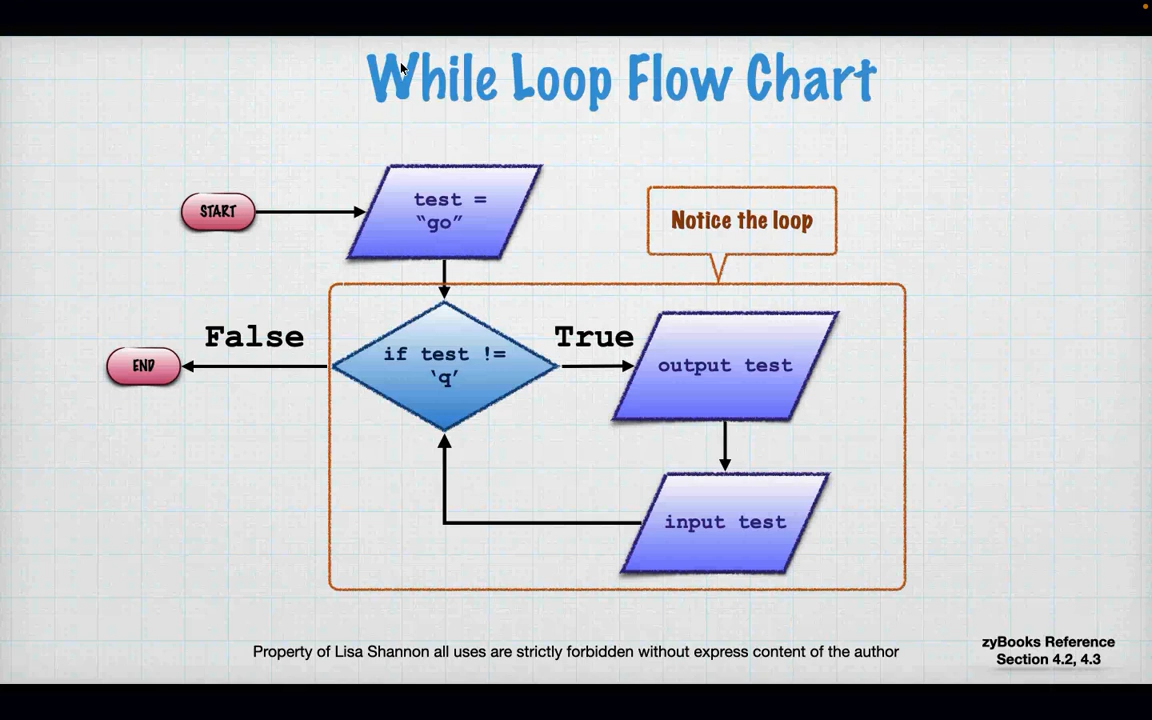 While Loop Flow Chart
START
test =
“go”
Notice the loop
False
if test !=
‘q’
True
output test
END
input test
Property of Lisa Shannon all uses are strictly forbidden without express content of the author
zyBooks Reference
Section 4.2, 4.3